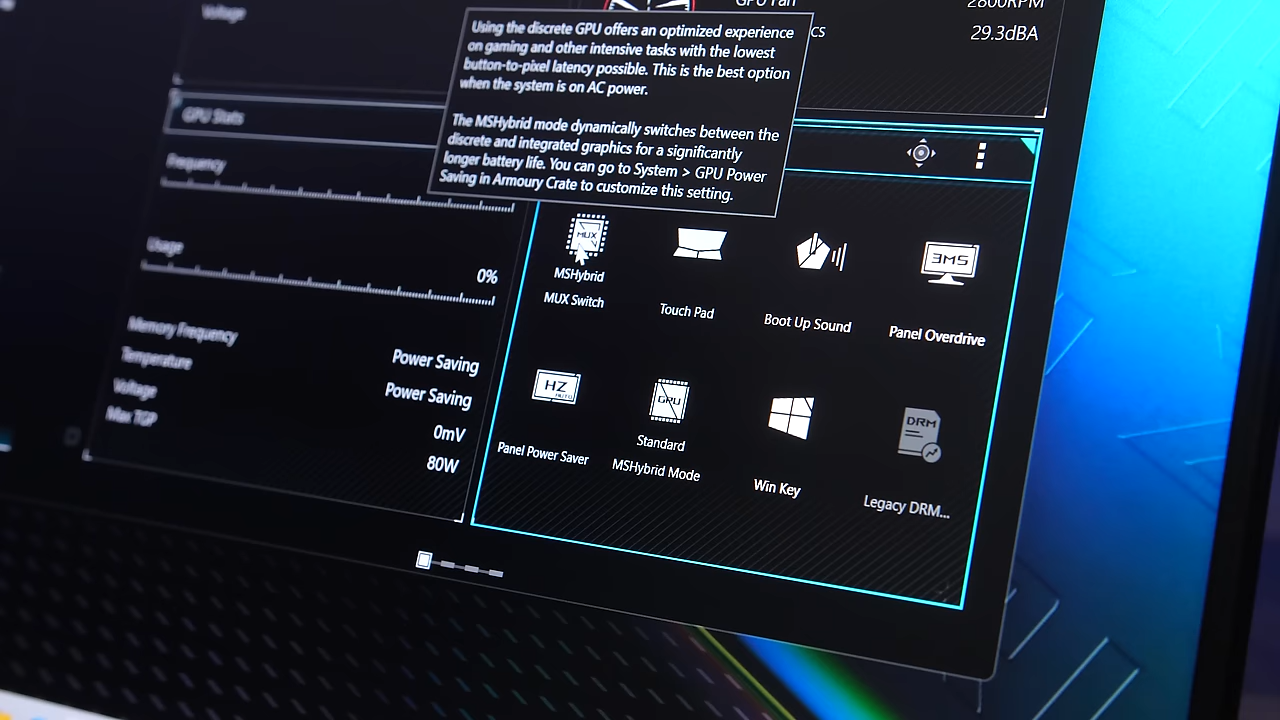 Voltage
GPU Fan
2800RPM
29.3dBA
Using the discrete GPU offers an optimized experience
on gaming and other intensive tasks with the lowest
button-to-pixel latency possible. This is the best option
when the system is on AC power.
The MSHybrid mode dynamically switches between the
discrete and integrated graphics for a significantly
longer battery life. You can go to System > GPU Power
Saving in Armoury Crate to customize this setting.
GPU Stats
Frequency
Usage
0%
Memory Frequency
Power Saving
Temperature
Power Saving
Voltage
0mV
Max TGP
80W
MUX
MSHybrid
MUX Switch
Touch Pad
Boot Up Sound
3MS
Panel Overdrive
HZ
AUTO
Panel Power Saver
GPU
Standard
MSHybrid Mode
Win Key
DRM
Legacy DRM...